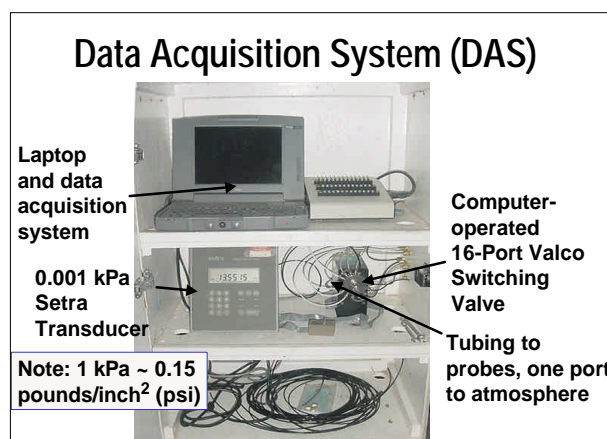 Data Acquisition System (DAS)
Laptop
and data
acquisition
system
0.001 kPa
Setra
Transducer
Note: 1 kPa ~ 0.15
pounds/inch² (psi)
Computer-
operated
16-Port Valco
Switching
Valve
Tubing to
probes, one port
to atmosphere